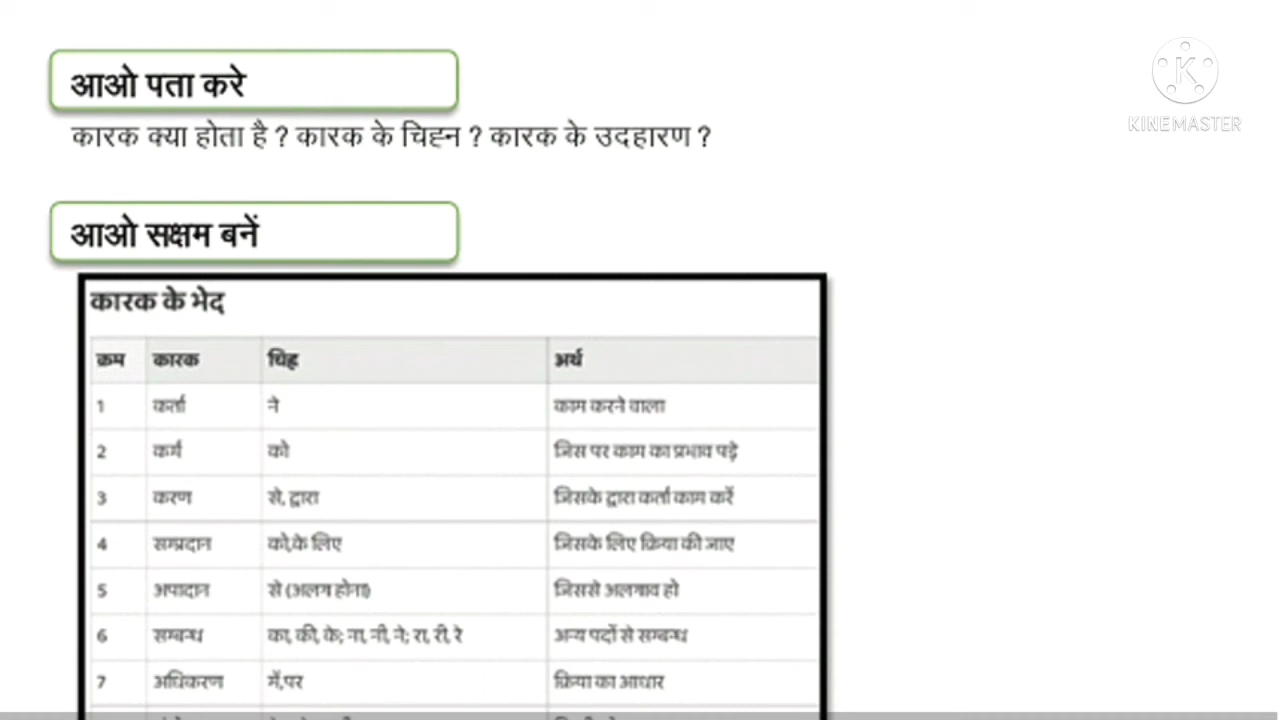 आओ पता करे
KINEMASTER
कारक क्या होता है ? कारक के चिह्न ? कारक के उदहारण ?
आओ सक्षम बनें
कारक के भेद
क्रम कारक चिह्न अर्थ
1 कर्ता ने काम करने वाला
2 कर्म को जिस पर काम का प्रभाव पड़े
3 करण से, द्वारा जिसके द्वारा कर्ता काम करें
4 सम्प्रदान को,के लिए जिसके लिए क्रिया की जाए
5 अपादान से (अलग होना) जिससे अलगाव हो
6 सम्बन्ध का, की, के; ना, नी, ने; रा, री, रे अन्य पदों से सम्बन्ध
7 अधिकरण में,पर क्रिया का आधार